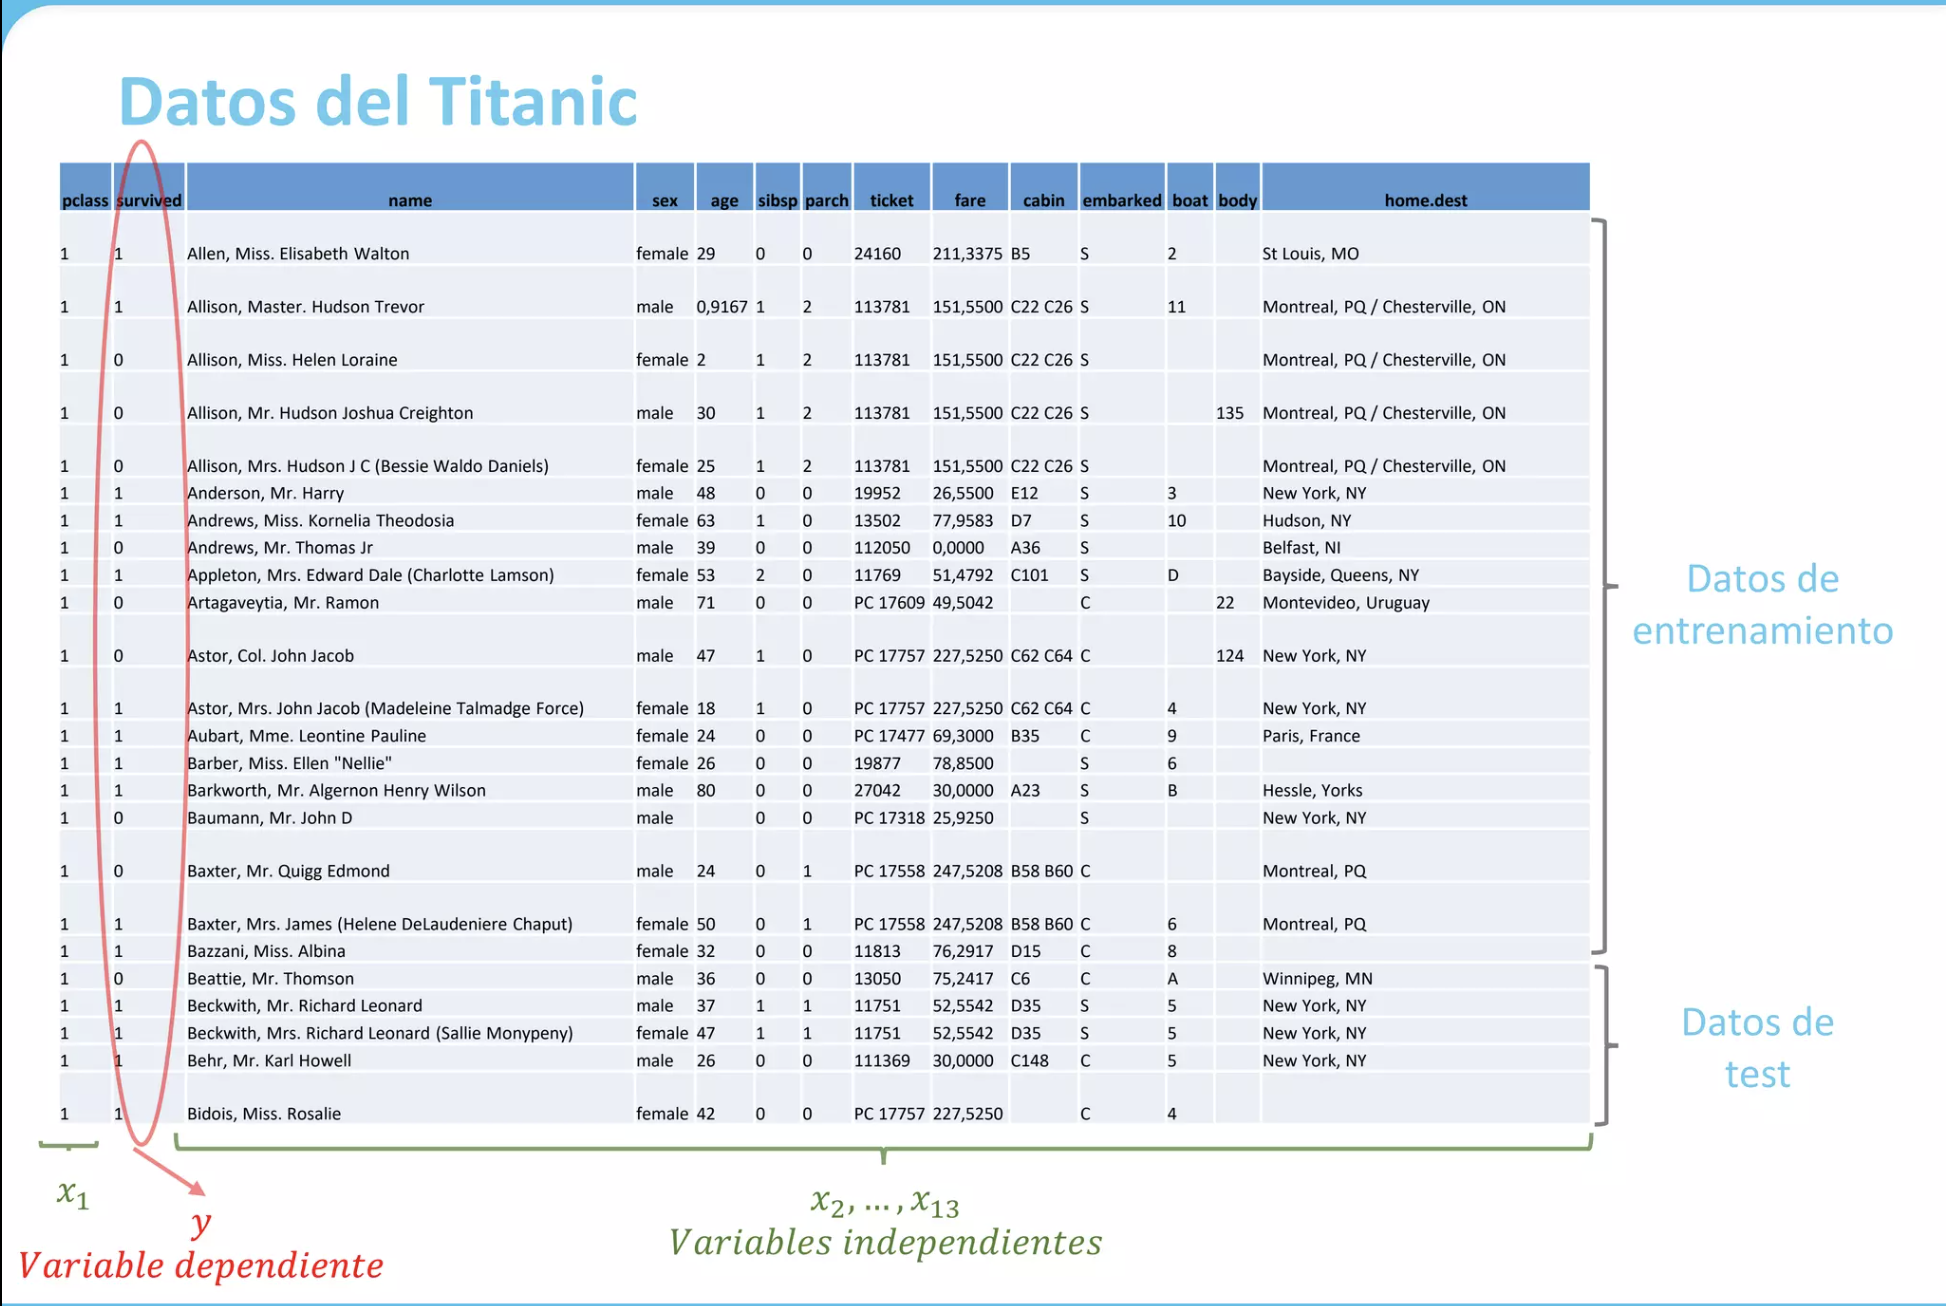 Datos del Titanic
pclass survived name sex age sibsp parch ticket fare cabin embarked boat body home.dest
1 1 Allen, Miss. Elisabeth Walton female 29 0 0 24160 211,3375 B5 S 2 St Louis, MO
1 1 Allison, Master. Hudson Trevor male 0,9167 1 2 113781 151,5500 C22 C26 S 11 Montreal, PQ / Chesterville, ON
1 0 Allison, Miss. Helen Loraine female 2 1 2 113781 151,5500 C22 C26 S Montreal, PQ / Chesterville, ON
1 0 Allison, Mr. Hudson Joshua Creighton male 30 1 2 113781 151,5500 C22 C26 S 135 Montreal, PQ / Chesterville, ON
1 0 Allison, Mrs. Hudson J C (Bessie Waldo Daniels) female 25 1 2 113781 151,5500 C22 C26 S Montreal, PQ / Chesterville, ON
1 1 Anderson, Mr. Harry male 48 0 0 19952 26,5500 E12 S 3 New York, NY
1 1 Andrews, Miss. Kornelia Theodosia female 63 1 0 13502 77,9583 D7 S 10 Hudson, NY
1 0 Andrews, Mr. Thomas Jr male 39 0 0 112050 0,0000 A36 S Belfast, NI
1 1 Appleton, Mrs. Edward Dale (Charlotte Lamson) female 53 2 0 11769 51,4792 C101 S D Bayside, Queens, NY
1 0 Artagaveytia, Mr. Ramon male 71 0 0 PC 17609 49,5042 C 22 Montevideo, Uruguay
1 0 Astor, Col. John Jacob male 47 1 0 PC 17757 227,5250 C62 C64 C 124 New York, NY
1 1 Astor, Mrs. John Jacob (Madeleine Talmadge Force) female 18 1 0 PC 17757 227,5250 C62 C64 C 4 New York, NY
1 1 Aubart, Mme. Leontine Pauline female 24 0 0 PC 17477 69,3000 B35 C 9 Paris, France
1 1 Barber, Miss. Ellen "Nellie" female 26 0 0 19877 78,8500 S 6
1 1 Barkworth, Mr. Algernon Henry Wilson male 80 0 0 27042 30,0000 A23 S B Hessle, Yorks
1 0 Baumann, Mr. John D male 0 0 PC 17318 25,9250 S New York, NY
1 0 Baxter, Mr. Quigg Edmond male 24 0 1 PC 17558 247,5208 B58 B60 C Montreal, PQ
1 1 Baxter, Mrs. James (Helene DeLaudeniere Chaput) female 50 0 1 PC 17558 247,5208 B58 B60 C 6 Montreal, PQ
1 1 Bazzani, Miss. Albina female 32 0 0 11813 76,2917 D15 C 8
1 0 Beattie, Mr. Thomson male 36 0 0 13050 75,2417 C6 C A Winnipeg, MN
1 1 Beckwith, Mr. Richard Leonard male 37 1 1 11751 52,5542 D35 S 5 New York, NY
1 1 Beckwith, Mrs. Richard Leonard (Sallie Monypeny) female 47 1 1 11751 52,5542 D35 S 5 New York, NY
1 1 Behr, Mr. Karl Howell male 26 0 0 111369 30,0000 C148 C 5 New York, NY
1 1 Bidois, Miss. Rosalie female 42 0 0 PC 17757 227,5250 C 4
Datos de
entrenamiento
Datos de
test
x₁
y
Variable dependiente
x₂, … , x₁₃
Variables independientes